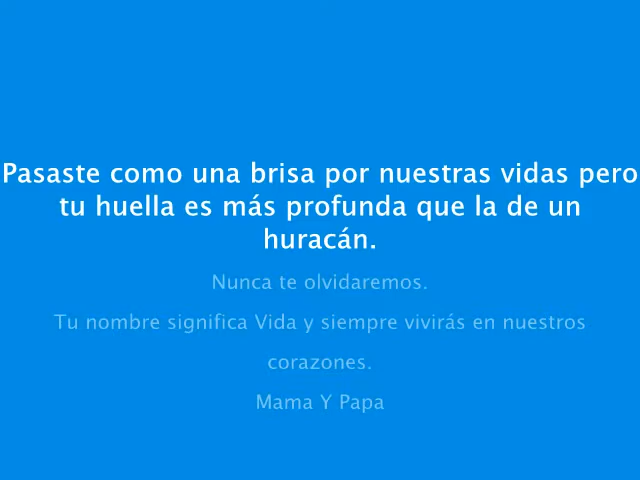 Pasaste como una brisa por nuestras vidas pero
tu huella es más profunda que la de un
huracán.
Nunca te olvidaremos.
Tu nombre significa Vida y siempre vivirás en nuestros
corazones.
Mama Y Papa